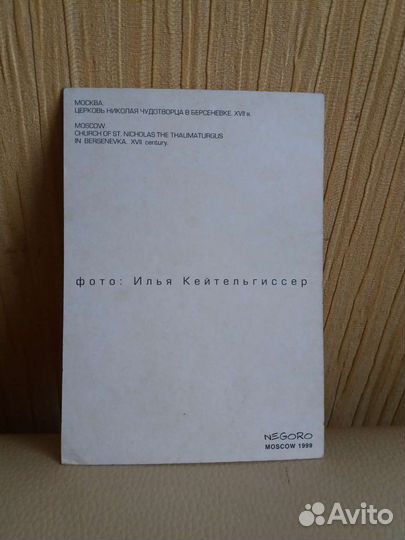 МОСКВА.
ЦЕРКОВЬ НИКОЛАЯ ЧУДОТВОРЦА В БЕРСЕНЕВКЕ. XVII в.
MOSCOW.
CHURCH OF ST. NICHOLAS THE THAUMATURGUS
IN BERSENEVKA. XVII century.
фото: Илья Кейтельгиссер
NEGORO
MOSCOW 1999
Avito